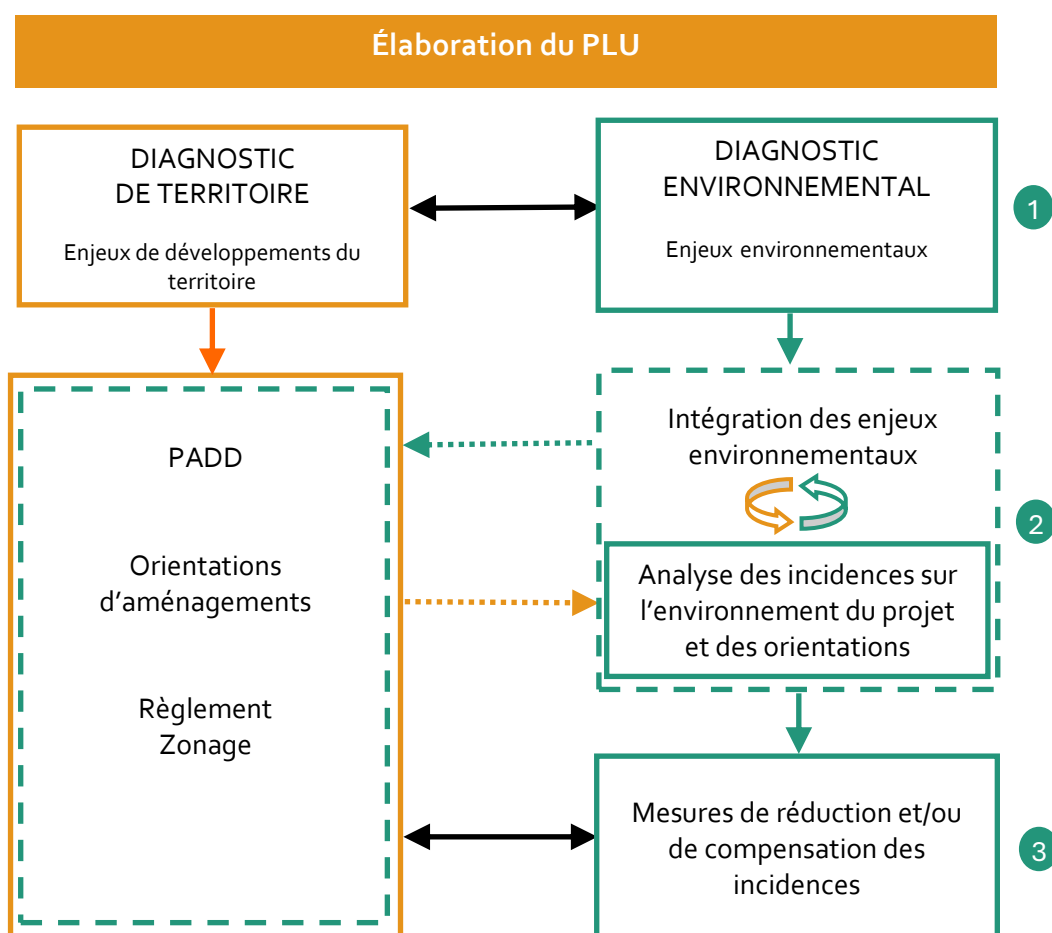 Élaboration du PLU
DIAGNOSTIC
DE TERRITOIRE
Enjeux de développements du
territoire
DIAGNOSTIC
ENVIRONNEMENTAL
Enjeux environnementaux
1
PADD
Orientations
d'aménagements
Règlement
Zonage
Intégration des enjeux
environnementaux
Analyse des incidences sur
l'environnement du projet
et des orientations
2
Mesures de réduction et/ou
de compensation des
incidences
3